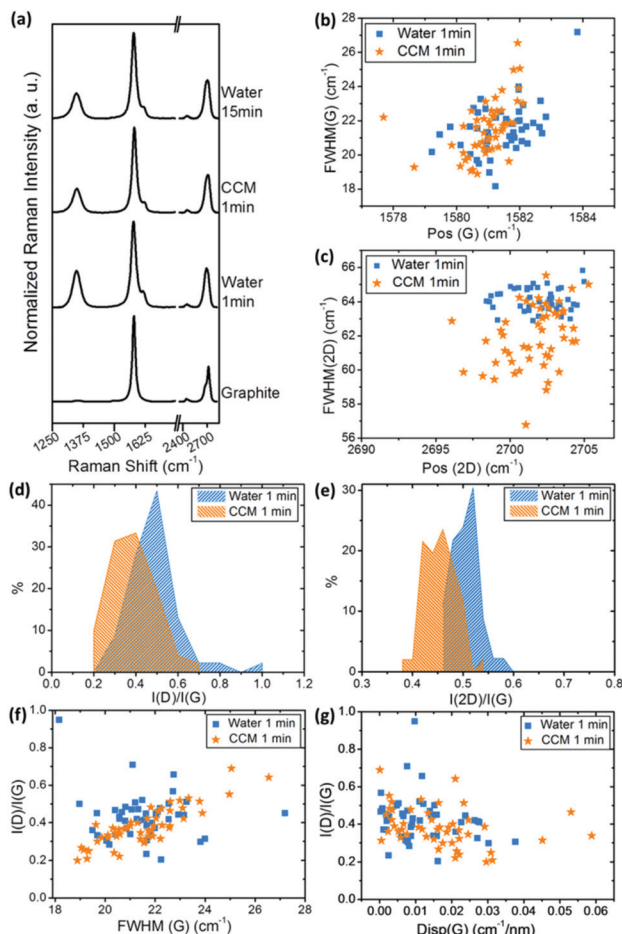 (a)
Normalized Raman Intensity (a. u.)
Water
15min
CCM
1min
Water
1min
Graphite
1250 1375 1500 1625 2400 2700
Raman Shift (cm⁻¹)
(b)
Water 1min
CCM 1min
FWHM(G) (cm⁻¹)
28
26
24
22
20
18
1578 1580 1582 1584
Pos (G) (cm⁻¹)
(c)
Water 1min
CCM 1min
FWHM(2D) (cm⁻¹)
66
64
62
60
58
56
2690 2695 2700 2705
Pos (2D) (cm⁻¹)
(d)
Water 1 min
CCM 1 min
%
40
30
20
10
0
0.0 0.2 0.4 0.6 0.8 1.0 1.2
I(D)/I(G)
(e)
Water 1 min
CCM 1 min
%
30
20
10
0
0.3 0.4 0.5 0.6 0.7 0.8
I(2D)/I(G)
(f)
Water 1 min
CCM 1 min
I(D)/I(G)
1.0
0.8
0.6
0.4
0.2
0.0
18 20 22 24 26 28
FWHM (G) (cm⁻¹)
(g)
Water 1 min
CCM 1 min
I(D)/I(G)
1.0
0.8
0.6
0.4
0.2
0.0
0.00 0.01 0.02 0.03 0.04 0.05 0.06
Disp(G) (cm⁻¹/nm)